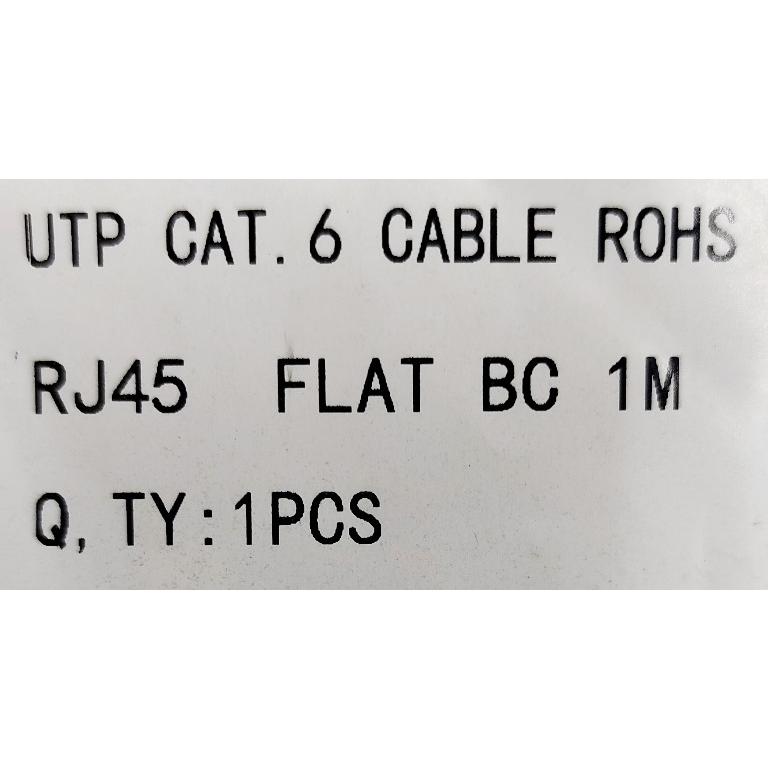 UTP CAT.6 CABLE ROHS
RJ45 FLAT BC 1M
Q,TY:1PCS